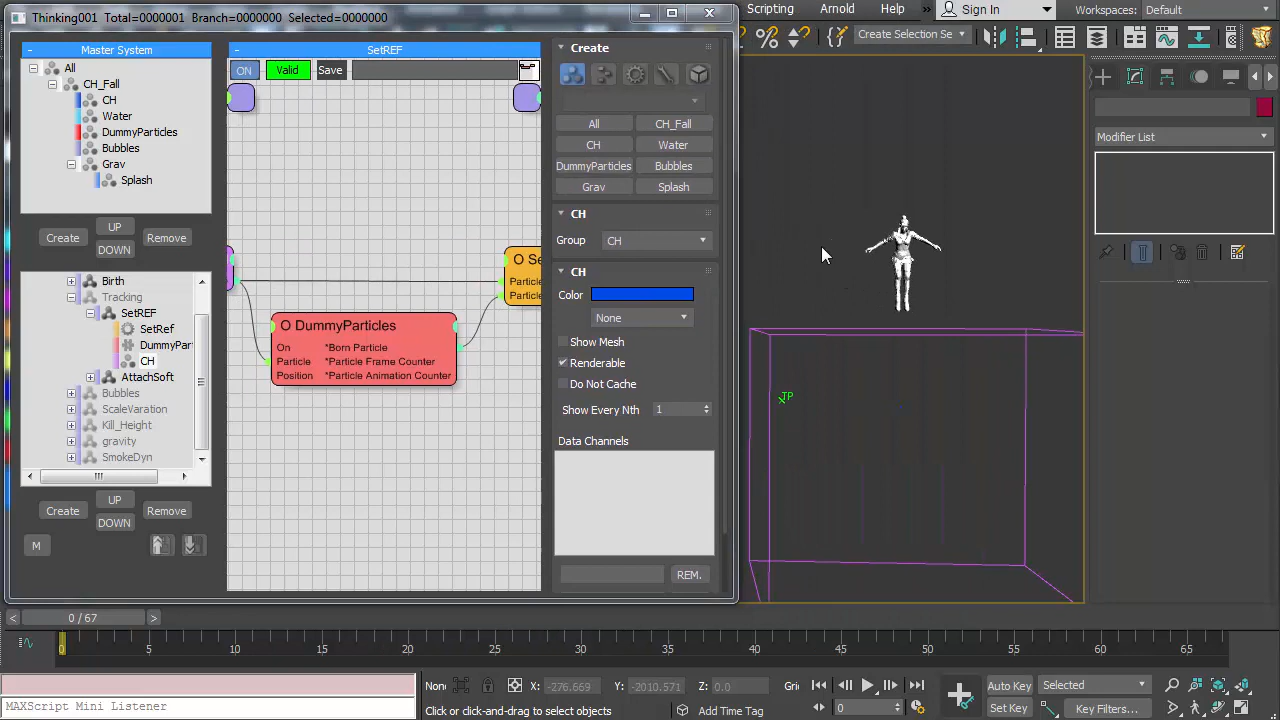 Thinking001  Total=0000001  Branch=0000000  Selected=0000000
Scripting Arnold Help Sign In Workspaces: Default
Create Selection Se
Master System
All
CH_Fall
CH
Water
DummyParticles
Bubbles
Grav
Splash
Create UP Remove
DOWN
Birth
Tracking
SetREF
SetRef
DummyPart
CH
AttachSoft
Bubbles
ScaleVaration
Kill_Height
gravity
SmokeDyn
Create UP Remove
DOWN
M
SetREF
ON Valid Save
O DummyParticles
On *Born Particle
Particle *Particle Frame Counter
Position *Particle Animation Counter
O Se
Particle
Particle
Create
All CH_Fall
CH Water
DummyParticles Bubbles
Grav Splash
CH
Group CH
CH
Color
None
Show Mesh
Renderable
Do Not Cache
Show Every Nth 1
Data Channels
REM.
TP
Modifier List
< 0 / 67 >
0 5 10 15 20 25 30 35 40 45 50 55 60 65
MAXScript Mini Listener
None X: -276.669 Y: -2010.571 Z: 0.0 Gri
Click or click-and-drag to select objects Add Time Tag
0
Auto Key Selected
Set Key Key Filters...